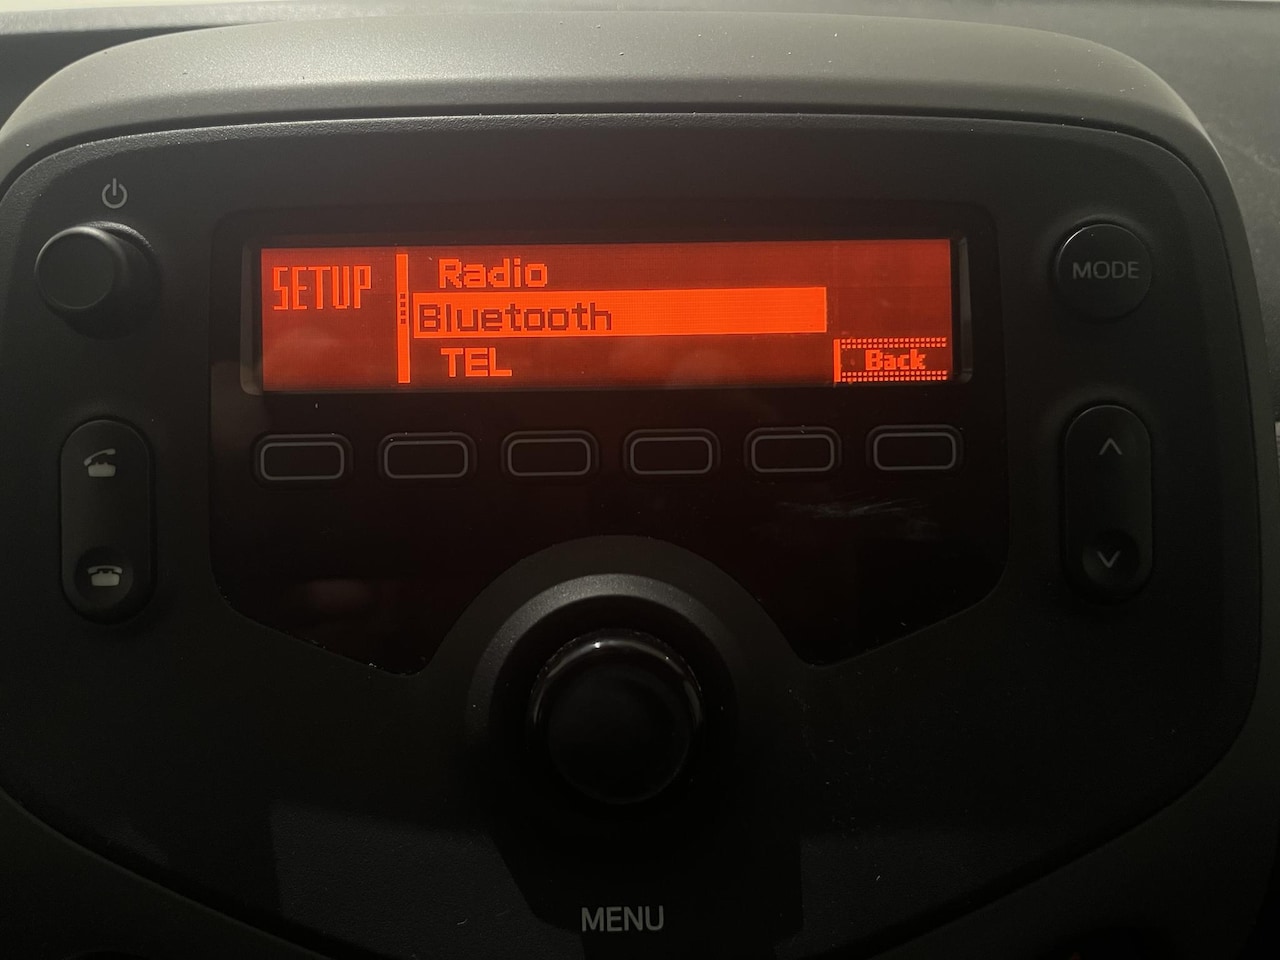 SETUP
Radio
Bluetooth
TEL
Back
MODE
MENU